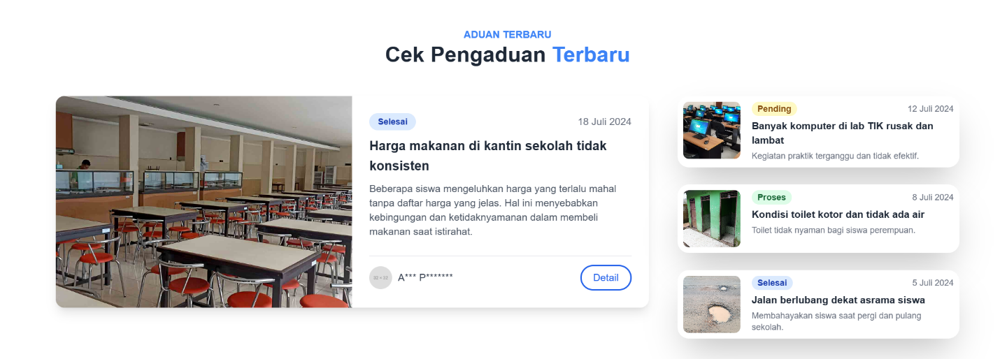 ADUAN TERBARU
Cek Pengaduan Terbaru
Selesai
18 Juli 2024
Harga makanan di kantin sekolah tidak
konsisten
Beberapa siswa mengeluhkan harga yang terlalu mahal
tanpa daftar harga yang jelas. Hal ini menyebabkan
kebingungan dan ketidaknyamanan dalam membeli
makanan saat istirahat.
32 × 32
A*** P*******
Detail
Pending
12 Juli 2024
Banyak komputer di lab TIK rusak dan
lambat
Kegiatan praktik terganggu dan tidak efektif.
Proses
8 Juli 2024
Kondisi toilet kotor dan tidak ada air
Toilet tidak nyaman bagi siswa perempuan.
Selesai
5 Juli 2024
Jalan berlubang dekat asrama siswa
Membahayakan siswa saat pergi dan pulang
sekolah.